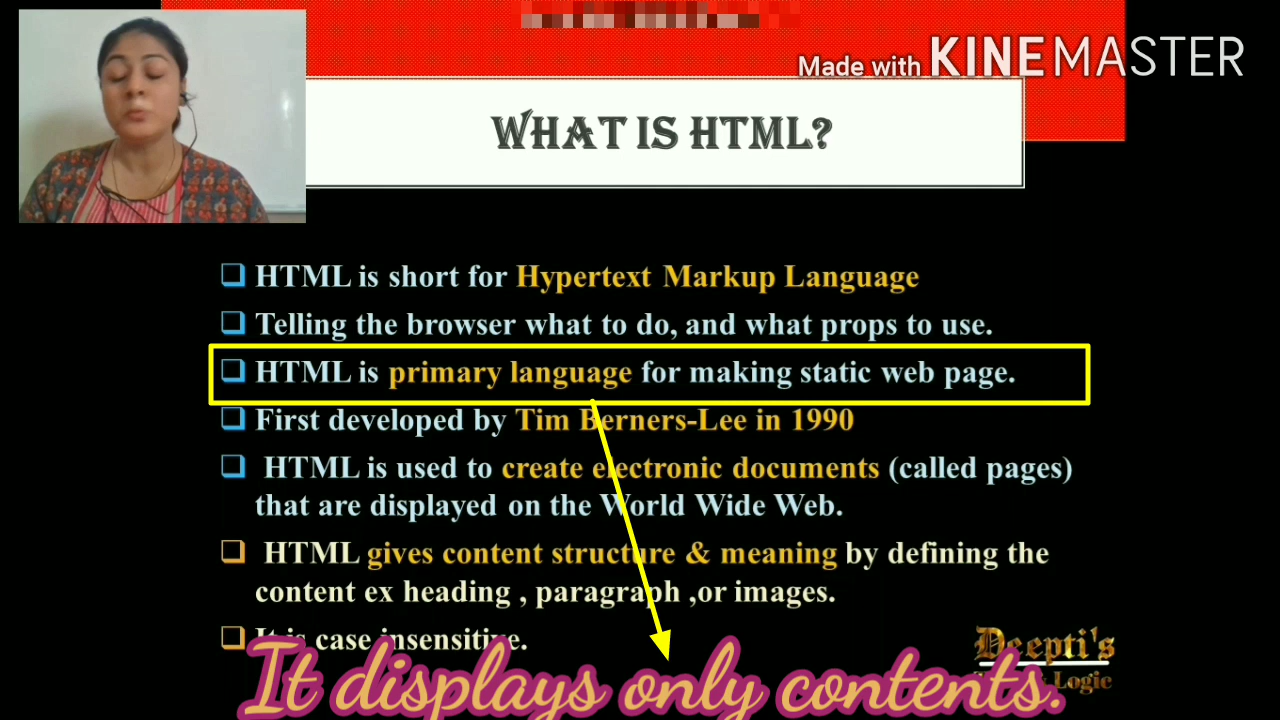 Made with KINEMASTER
WHAT IS HTML?
HTML is short for Hypertext Markup Language
Telling the browser what to do, and what props to use.
HTML is primary language for making static web page.
First developed by Tim Berners-Lee in 1990
HTML is used to create electronic documents (called pages)
that are displayed on the World Wide Web.
HTML gives content structure & meaning by defining the
content ex heading , paragraph ,or images.
It is case insensitive.
Deepti's
Logic
It displays only contents.